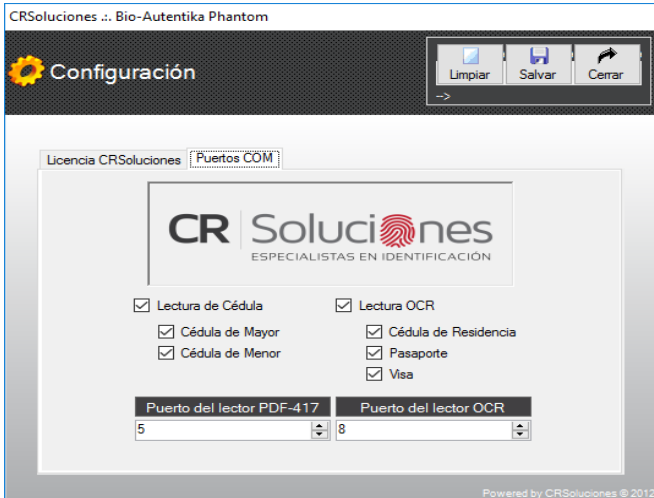 CRSoluciones .:. Bio-Autentika Phantom
Configuración
Limpiar Salvar Cerrar
-->
Licencia CRSoluciones Puertos COM
CR Soluciones
ESPECIALISTAS EN IDENTIFICACIÓN
Lectura de Cédula Lectura OCR
Cédula de Mayor Cédula de Residencia
Cédula de Menor Pasaporte
Visa
Puerto del lector PDF-417 Puerto del lector OCR
5 8
Powered by CRSoluciones @ 2012